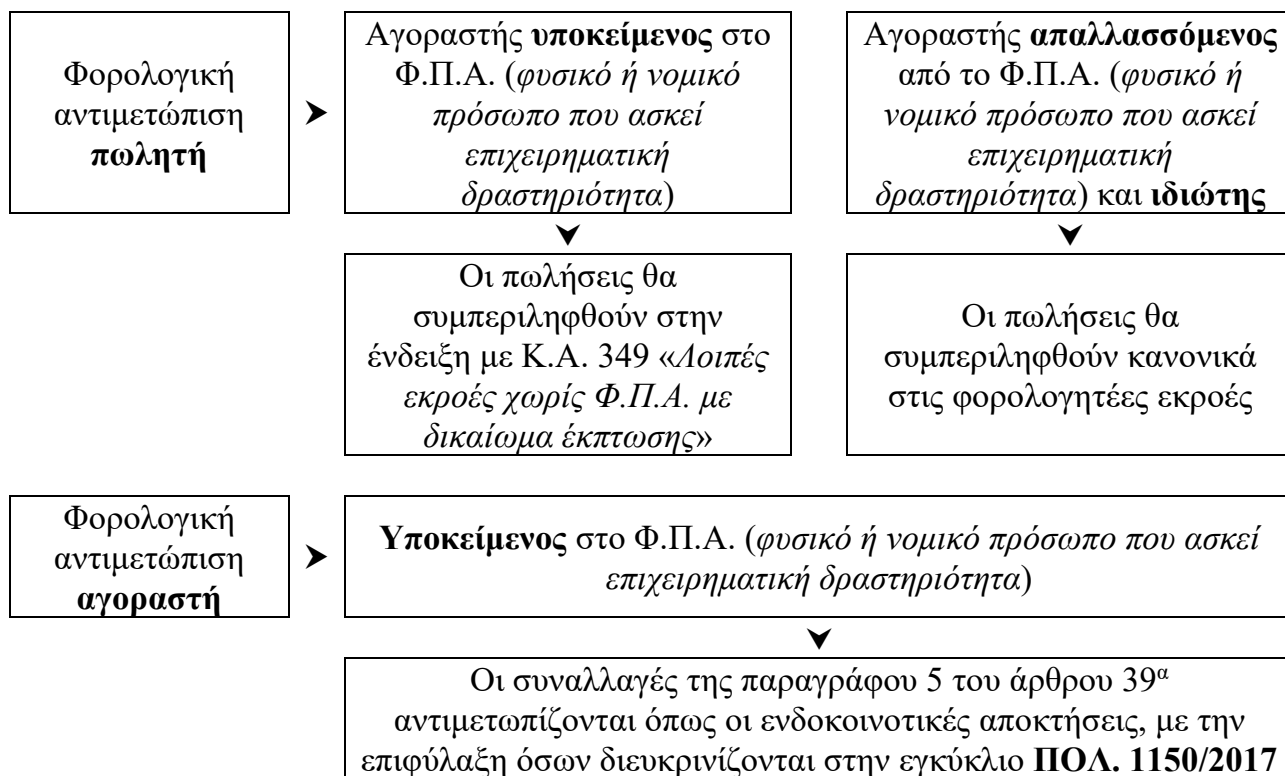 Φορολογική
αντιμετώπιση
πωλητή
Αγοραστής υποκείμενος στο
Φ.Π.Α. (φυσικό ή νομικό
πρόσωπο που ασκεί
επιχειρηματική
δραστηριότητα)
Αγοραστής απαλλασσόμενος
από το Φ.Π.Α. (φυσικό ή
νομικό πρόσωπο που ασκεί
επιχειρηματική
δραστηριότητα) και ιδιώτης
Οι πωλήσεις θα
συμπεριληφθούν στην
ένδειξη με Κ.Α. 349 «Λοιπές
εκροές χωρίς Φ.Π.Α. με
δικαίωμα έκπτωσης»
Οι πωλήσεις θα
συμπεριληφθούν κανονικά
στις φορολογητέες εκροές
Φορολογική
αντιμετώπιση
αγοραστή
Υποκείμενος στο Φ.Π.Α. (φυσικό ή νομικό πρόσωπο που ασκεί
επιχειρηματική δραστηριότητα)
Οι συναλλαγές της παραγράφου 5 του άρθρου 39α
αντιμετωπίζονται όπως οι ενδοκοινοτικές αποκτήσεις, με την
επιφύλαξη όσων διευκρινίζονται στην εγκύκλιο ΠΟΛ. 1150/2017